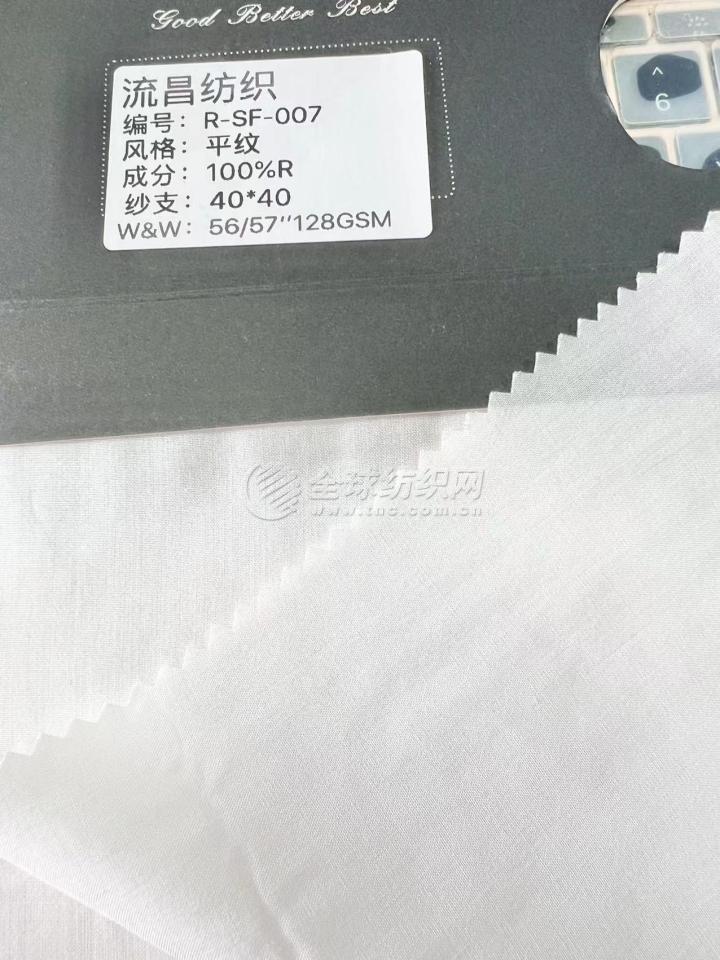 Good Better Best
流昌纺织
编号：R-SF-007
风格：平纹
成分：100%R
纱支：40*40
W&W：56/57''128GSM
^
6
全球纺织网
www.tnc.com.cn